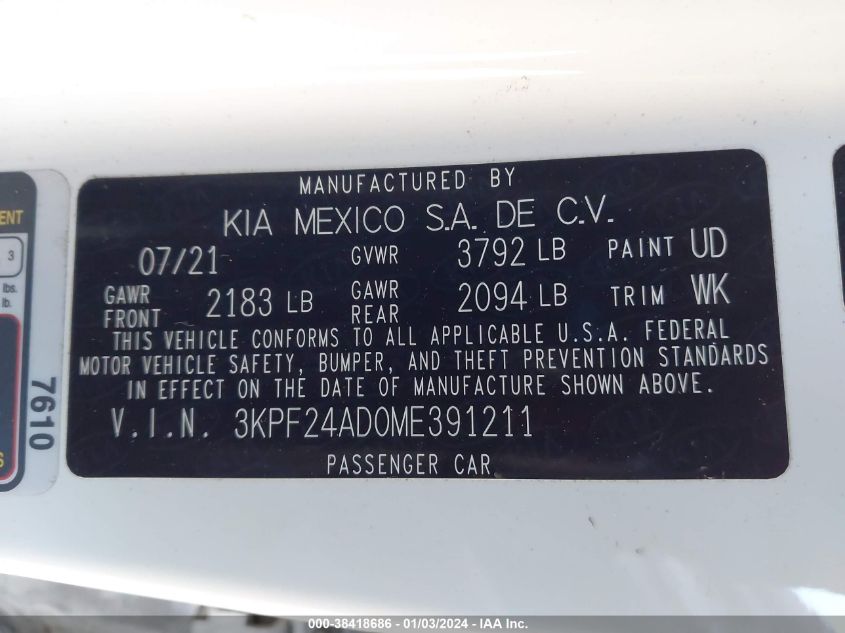 MANUFACTURED BY
KIA MEXICO S.A. DE C.V.
07/21 GVWR 3792 LB PAINT UD
GAWR FRONT 2183 LB GAWR REAR 2094 LB TRIM WK
THIS VEHICLE CONFORMS TO ALL APPLICABLE U.S.A. FEDERAL
MOTOR VEHICLE SAFETY, BUMPER, AND THEFT PREVENTION STANDARDS
IN EFFECT ON THE DATE OF MANUFACTURE SHOWN ABOVE.
V.I.N. 3KPF24AD0ME391211
PASSENGER CAR
3
lbs.
lb.
7610
000-38418686 - 01/03/2024 - IAA Inc.